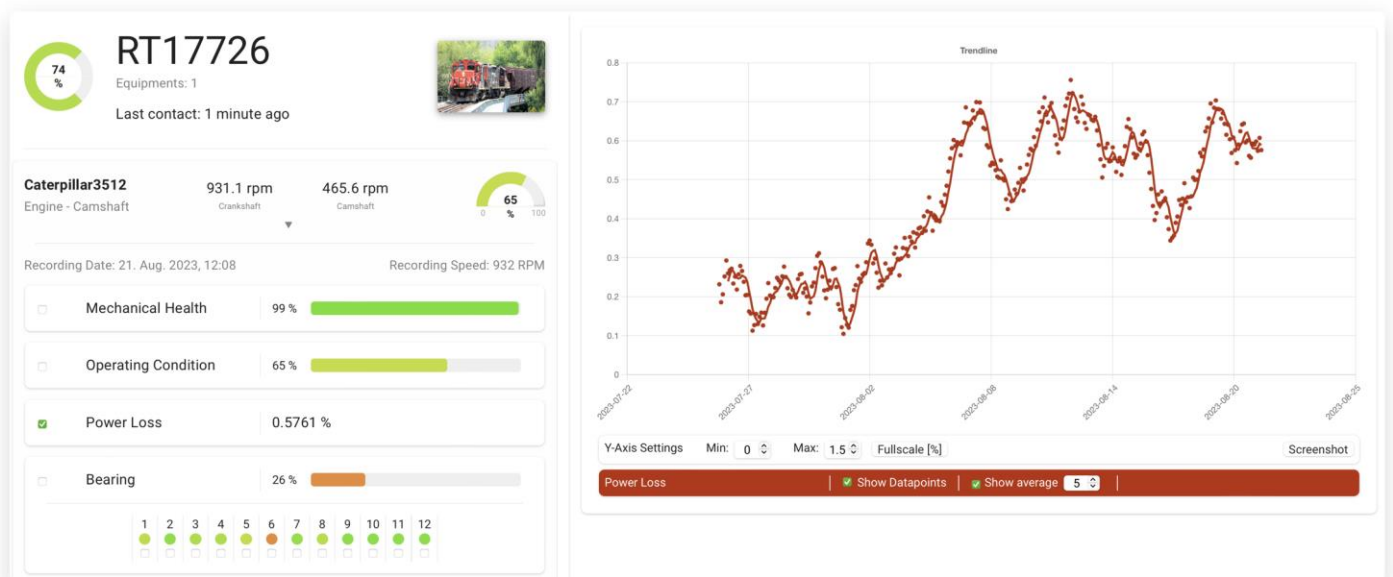 74
%
RT17726
Equipments: 1
Last contact: 1 minute ago
Caterpillar3512
Engine - Camshaft
931.1 rpm
Crankshaft
465.6 rpm
Camshaft
65
%
0
100
Recording Date: 21. Aug. 2023, 12:08
Recording Speed: 932 RPM
Mechanical Health
99 %
Operating Condition
65 %
Power Loss
0.5761 %
Bearing
26 %
1 2 3 4 5 6 7 8 9 10 11 12
Trendline
0.8
0.7
0.6
0.5
0.4
0.3
0.2
0.1
0
2023-07-22
2023-07-27
2023-08-02
2023-08-08
2023-08-14
2023-08-20
2023-08-25
Y-Axis Settings Min: 0 Max: 1.5 Fullscale [%] Screenshot
Power Loss Show Datapoints Show average 5